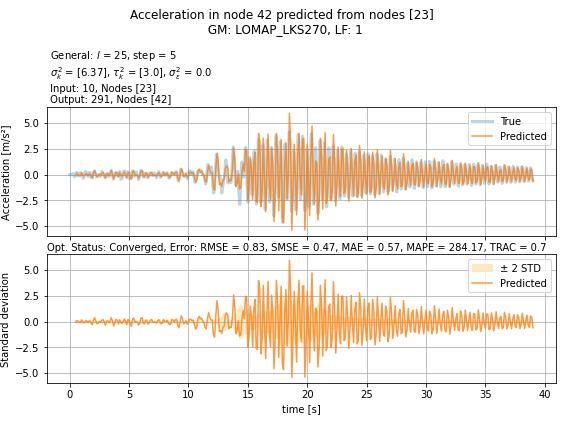 Acceleration in node 42 predicted from nodes [23]
GM: LOMAP_LKS270, LF: 1
General: l = 25, step = 5
σ²ₖ = [6.37], τ²ₖ = [3.0], σ²ε = 0.0
Input: 10, Nodes [23]
Output: 291, Nodes [42]
Acceleration [m/s²]
5.0
2.5
0.0
−2.5
−5.0
True
Predicted
Opt. Status: Converged, Error: RMSE = 0.83, SMSE = 0.47, MAE = 0.57, MAPE = 284.17, TRAC = 0.7
Standard deviation
5.0
2.5
0.0
−2.5
−5.0
± 2 STD
Predicted
0 5 10 15 20 25 30 35 40
time [s]